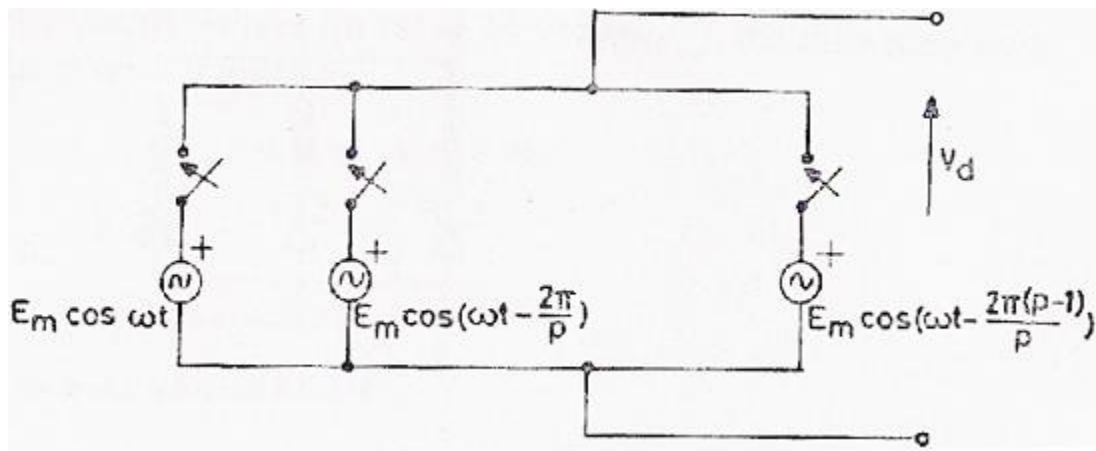 +
+
+
V_d
E_m cos ωt
E_m cos(ωt - 2π/p)
E_m cos(ωt - 2π(p-1)/p)